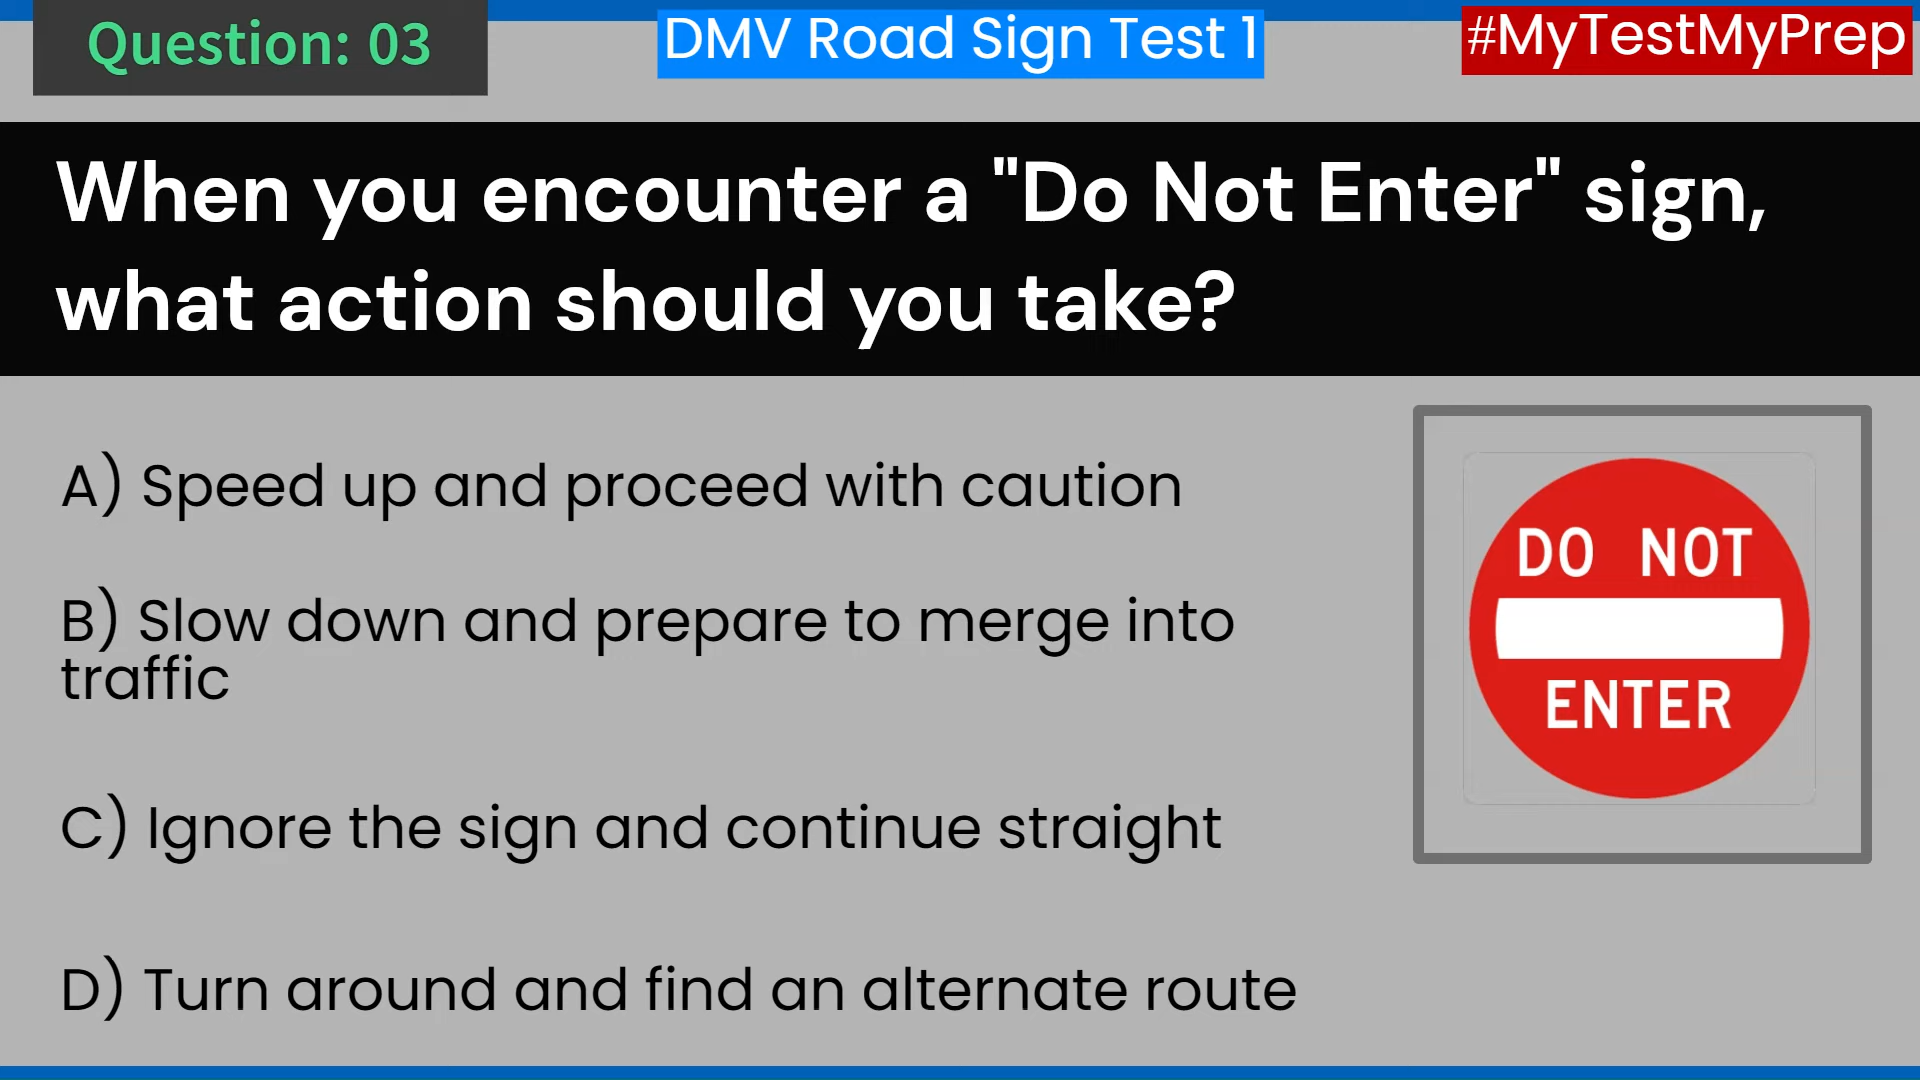 Question: 03
DMV Road Sign Test 1
#MyTestMyPrep
When you encounter a "Do Not Enter" sign,
what action should you take?
A) Speed up and proceed with caution
B) Slow down and prepare to merge into
traffic
C) Ignore the sign and continue straight
D) Turn around and find an alternate route
DO NOT
ENTER